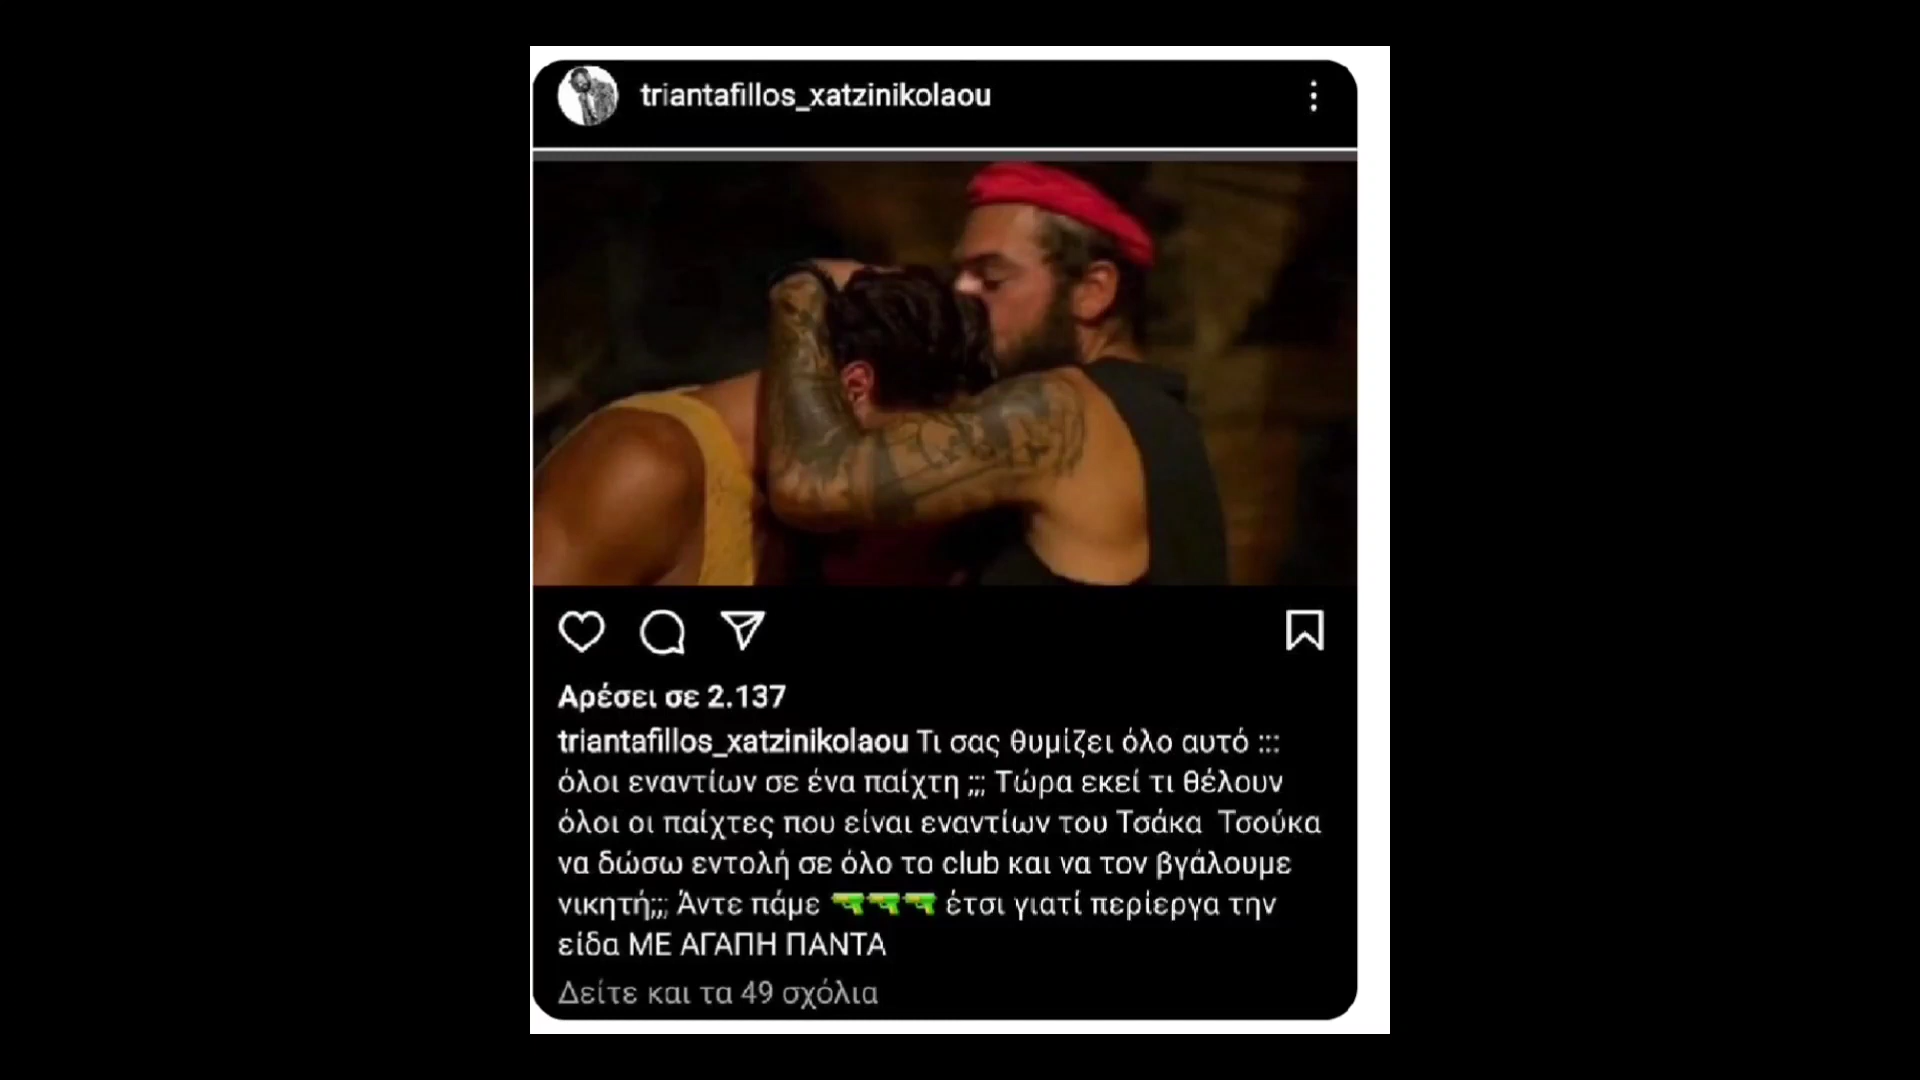 triantafillos_xatzinikolaou
Αρέσει σε 2.137
triantafillos_xatzinikolaou Τι σας θυμίζει όλο αυτό :::
όλοι εναντίων σε ένα παίχτη ;;; Τώρα εκεί τι θέλουν
όλοι οι παίχτες που είναι εναντίων του Τσάκα Τσούκα
να δώσω εντολή σε όλο το club και να τον βγάλουμε
νικητή;;; Άντε πάμε 🔫🔫🔫 έτσι γιατί περίεργα την
είδα ΜΕ ΑΓΑΠΗ ΠΑΝΤΑ
Δείτε και τα 49 σχόλια